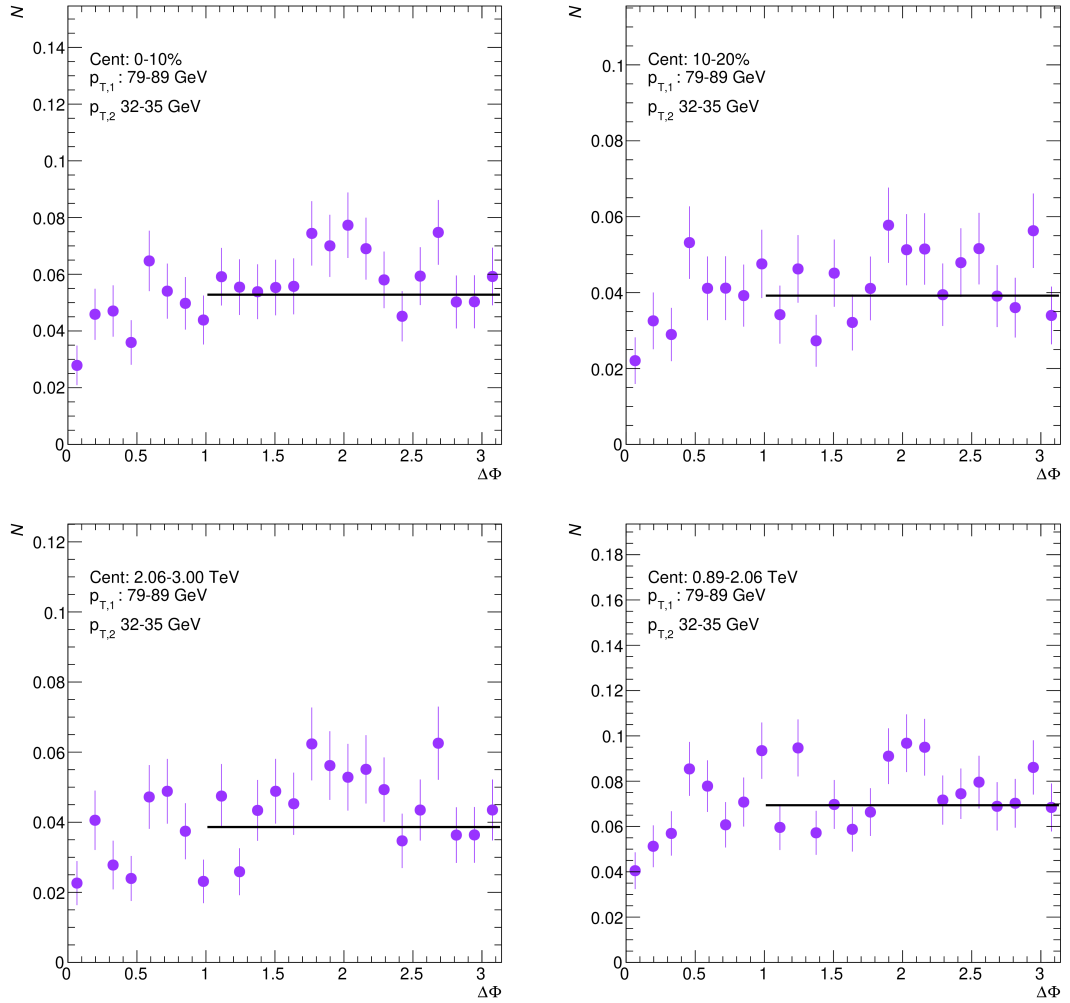 N
0.14
Cent: 0-10%
p_T,1 : 79-89 GeV
0.12
p_T,2 32-35 GeV
0.1
0.08
0.06
0.04
0.02
0
0 0.5 1 1.5 2 2.5 3
ΔΦ
N
0.1
Cent: 10-20%
p_T,1 : 79-89 GeV
p_T,2 32-35 GeV
0.08
0.06
0.04
0.02
0
0 0.5 1 1.5 2 2.5 3
ΔΦ
N
0.12
Cent: 2.06-3.00 TeV
p_T,1 : 79-89 GeV
0.1
p_T,2 32-35 GeV
0.08
0.06
0.04
0.02
0
0 0.5 1 1.5 2 2.5 3
ΔΦ
N
0.18
Cent: 0.89-2.06 TeV
p_T,1 : 79-89 GeV
0.16
p_T,2 32-35 GeV
0.14
0.12
0.1
0.08
0.06
0.04
0.02
0
0 0.5 1 1.5 2 2.5 3
ΔΦ